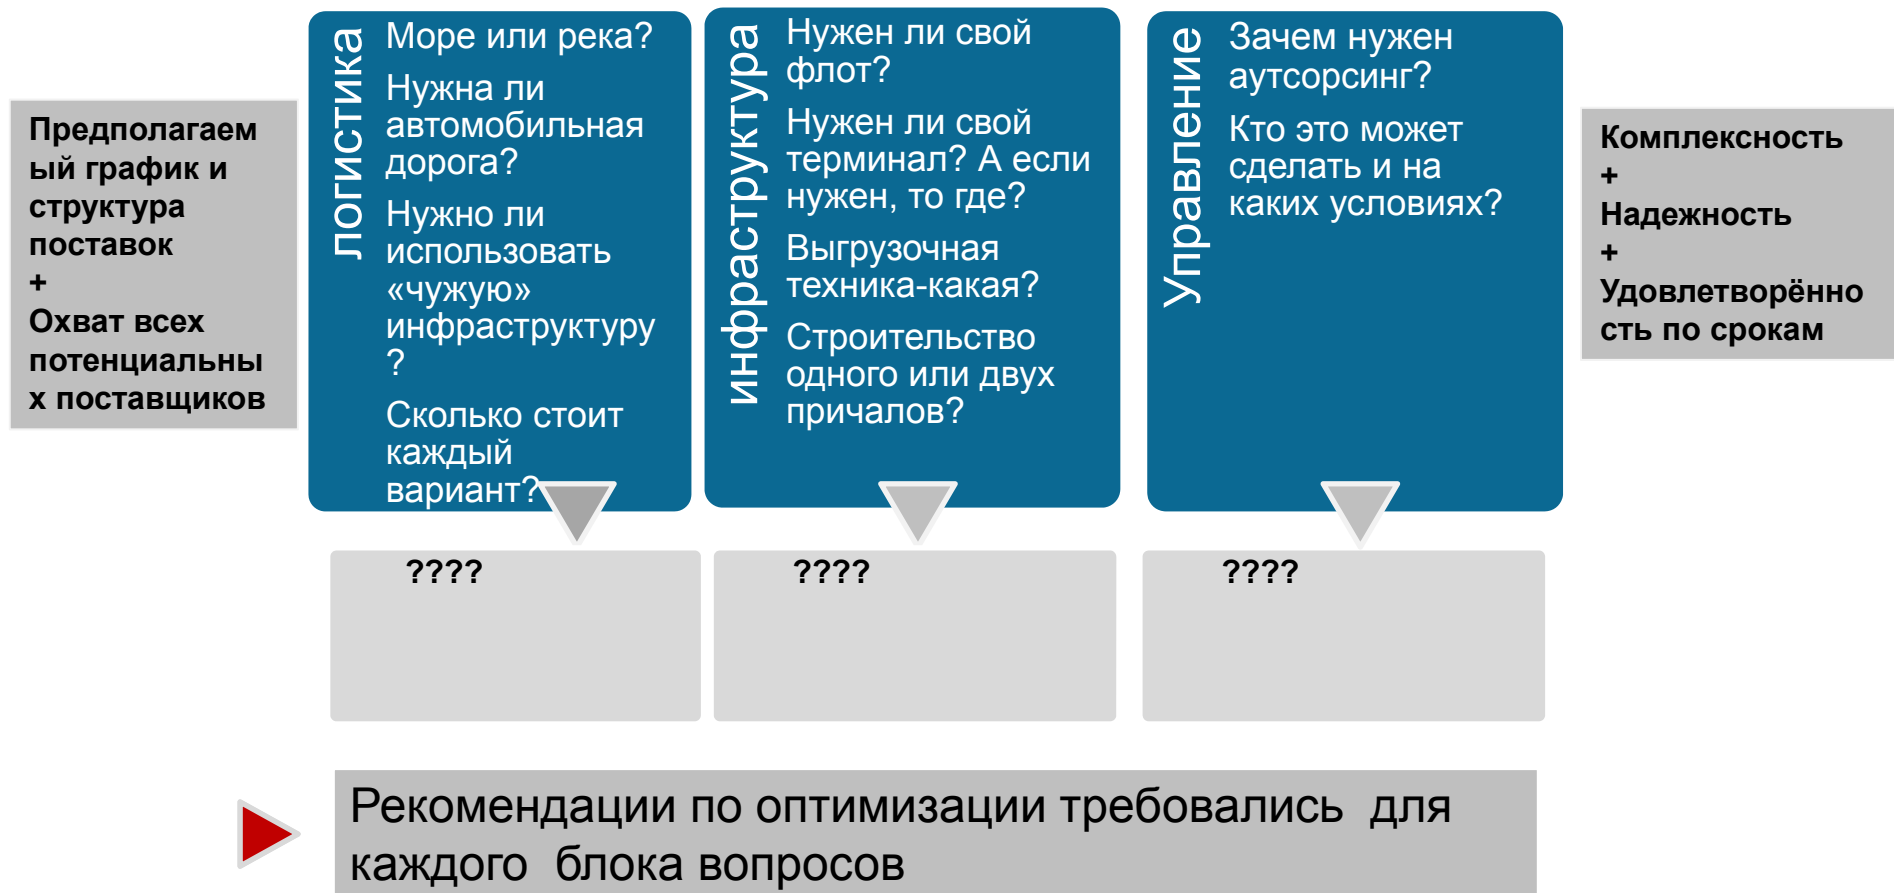 Предполагаем
ый график и
структура
поставок
+
Охват всех
потенциальны
х поставщиков
логистика
Море или река?
Нужна ли
автомобильная
дорога?
Нужно ли
использовать
«чужую»
инфраструктуру
?
Сколько стоит
каждый
вариант?
инфраструктура
Нужен ли свой
флот?
Нужен ли свой
терминал? А если
нужен, то где?
Выгрузочная
техника-какая?
Строительство
одного или двух
причалов?
Управление
Зачем нужен
аутсорсинг?
Кто это может
сделать и на
каких условиях?
Комплексность
+
Надежность
+
Удовлетворённо
сть по срокам
????
????
????
Рекомендации по оптимизации требовались  для
каждого  блока вопросов